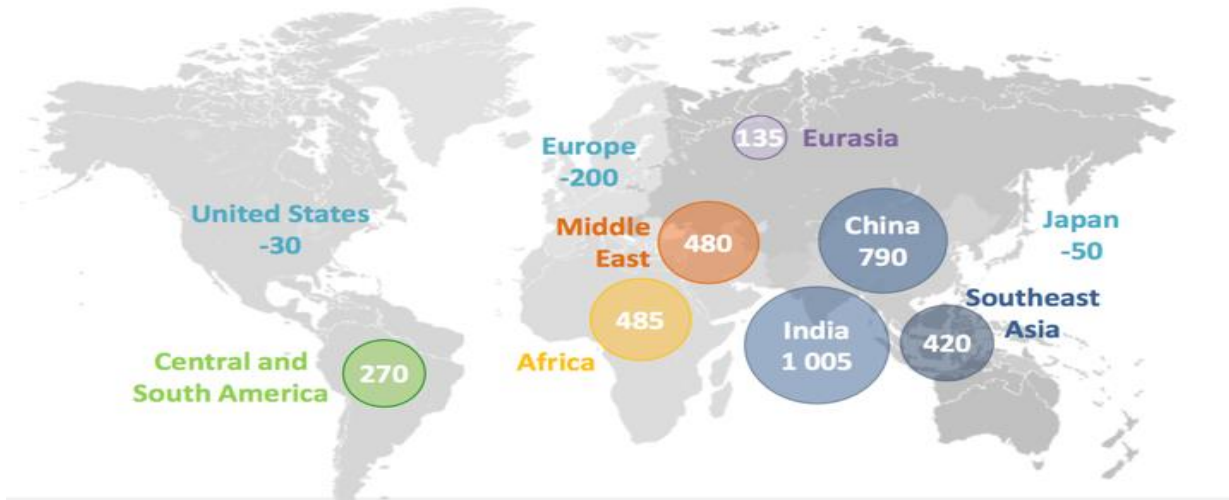 135 Eurasia
Europe
-200
United States
-30
Middle
East
480
China
790
Japan
-50
Southeast
Asia
420
India
1 005
485
Africa
Central and
South America
270